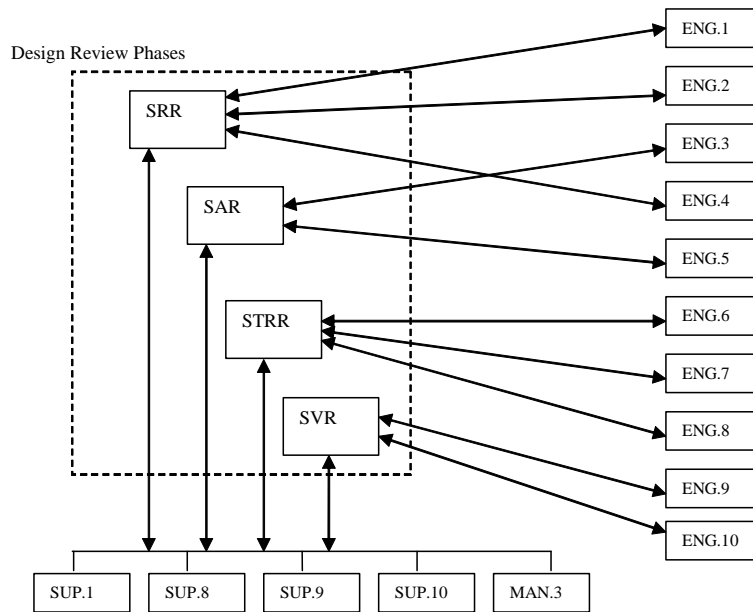 Design Review Phases
SRR
SAR
STRR
SVR
ENG.1
ENG.2
ENG.3
ENG.4
ENG.5
ENG.6
ENG.7
ENG.8
ENG.9
ENG.10
SUP.1
SUP.8
SUP.9
SUP.10
MAN.3